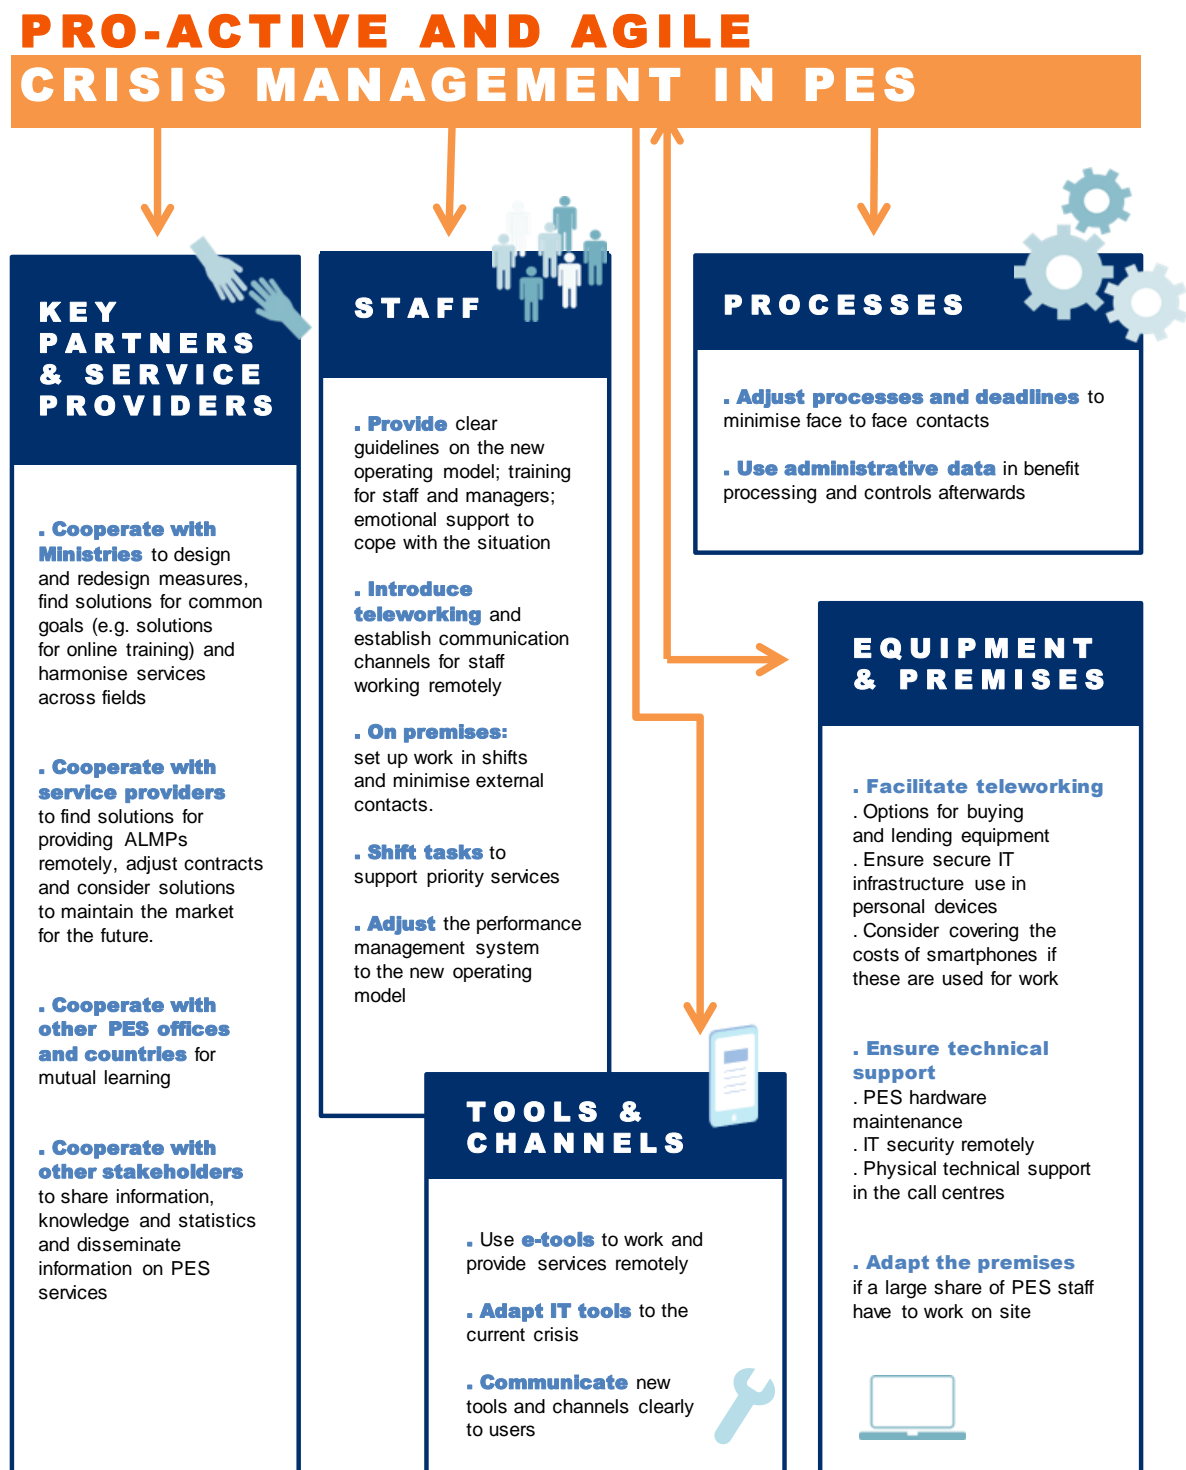 PRO-ACTIVE AND AGILE
CRISIS MANAGEMENT IN PES
KEY
PARTNERS
& SERVICE
PROVIDERS
. Cooperate with
Ministries to design
and redesign measures,
find solutions for common
goals (e.g. solutions
for online training) and
harmonise services
across fields
. Cooperate with
service providers
to find solutions for
providing ALMPs
remotely, adjust contracts
and consider solutions
to maintain the market
for the future.
. Cooperate with
other PES offices
and countries for
mutual learning
. Cooperate with
other stakeholders
to share information,
knowledge and statistics
and disseminate
information on PES
services
STAFF
. Provide clear
guidelines on the new
operating model; training
for staff and managers;
emotional support to
cope with the situation
. Introduce
teleworking and
establish communication
channels for staff
working remotely
. On premises:
set up work in shifts
and minimise external
contacts.
. Shift tasks to
support priority services
. Adjust the performance
management system
to the new operating
model
TOOLS &
CHANNELS
. Use e-tools to work and
provide services remotely
. Adapt IT tools to the
current crisis
. Communicate new
tools and channels clearly
to users
PROCESSES
. Adjust processes and deadlines to
minimise face to face contacts
. Use administrative data in benefit
processing and controls afterwards
EQUIPMENT
& PREMISES
. Facilitate teleworking
. Options for buying
and lending equipment
. Ensure secure IT
infrastructure use in
personal devices
. Consider covering the
costs of smartphones if
these are used for work
. Ensure technical
support
. PES hardware
maintenance
. IT security remotely
. Physical technical support
in the call centres
. Adapt the premises
if a large share of PES staff
have to work on site